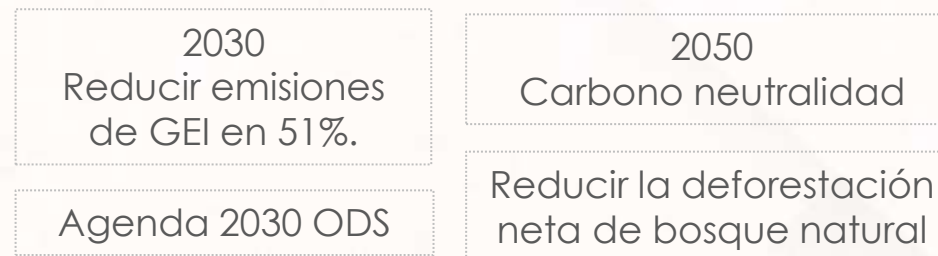 2030
Reducir emisiones
de GEI en 51%.
Agenda 2030 ODS
2050
Carbono neutralidad
Reducir la deforestación
neta de bosque natural